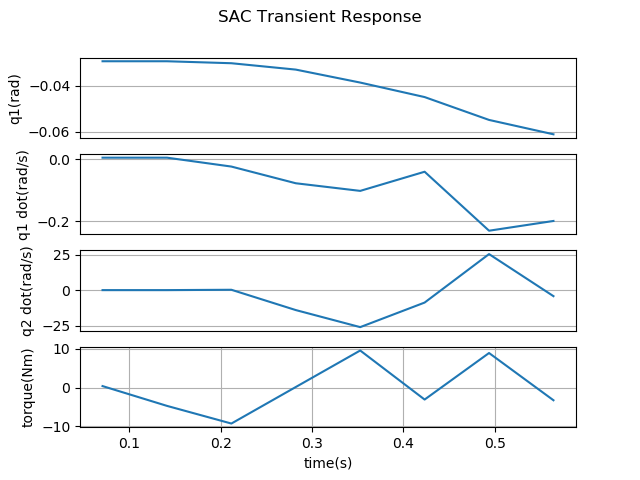 SAC Transient Response
q1(rad)
−0.04
−0.06
q1 dot(rad/s)
0.0
−0.2
q2 dot(rad/s)
25
0
−25
torque(Nm)
10
0
−10
0.1 0.2 0.3 0.4 0.5
time(s)